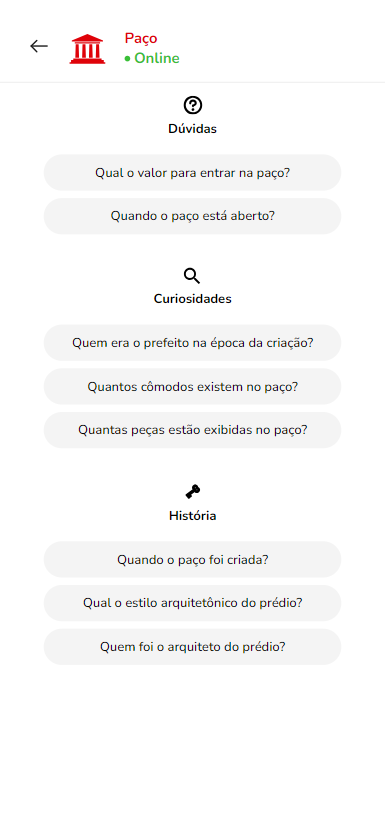 Paço
Online
Dúvidas
Qual o valor para entrar na paço?
Quando o paço está aberto?
Curiosidades
Quem era o prefeito na época da criação?
Quantos cômodos existem no paço?
Quantas peças estão exibidas no paço?
História
Quando o paço foi criada?
Qual o estilo arquitetônico do prédio?
Quem foi o arquiteto do prédio?